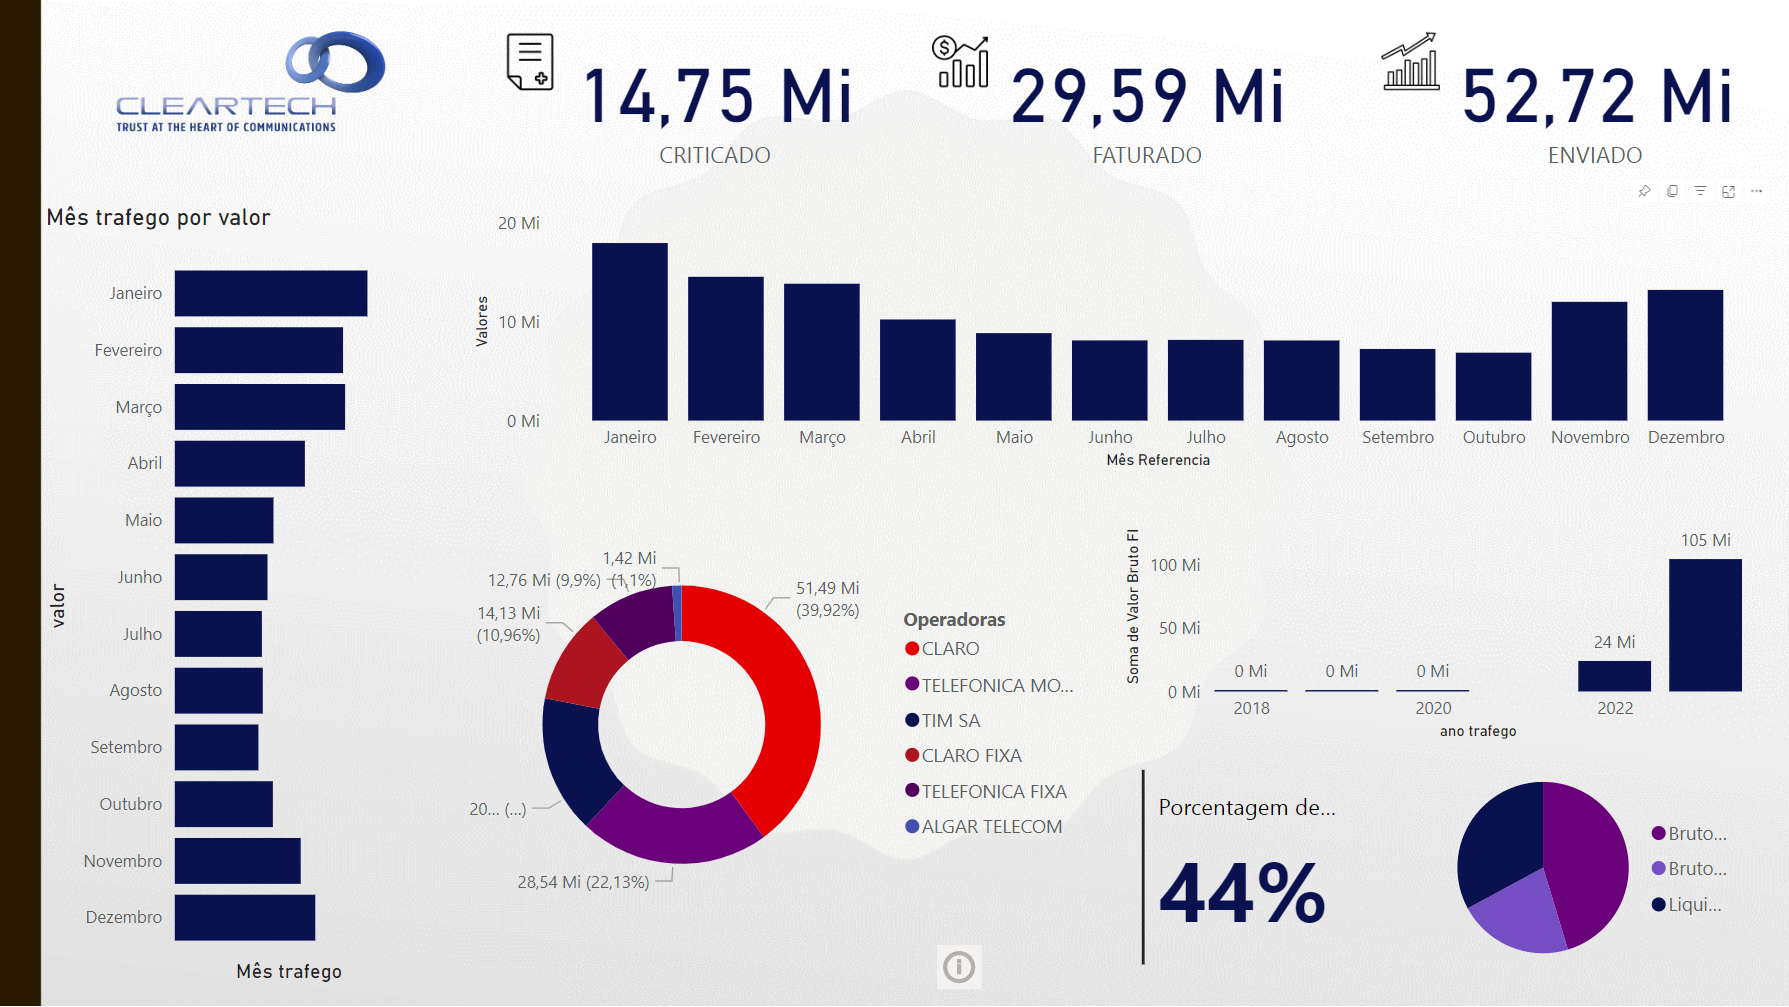 CLEARTECH
TRUST AT THE HEART OF COMMUNICATIONS
14,75 Mi
CRITICADO
29,59 Mi
FATURADO
52,72 Mi
ENVIADO
Mês trafego por valor
Janeiro
Fevereiro
Março
Abril
Maio
Junho
Julho
Agosto
Setembro
Outubro
Novembro
Dezembro
valor
Mês trafego
20 Mi
10 Mi
0 Mi
Valores
Janeiro
Fevereiro
Março
Abril
Maio
Junho
Julho
Agosto
Setembro
Outubro
Novembro
Dezembro
Mês Referencia
1,42 Mi
(1,1%)
12,76 Mi (9,9%)
14,13 Mi
(10,96%)
20... (...)
28,54 Mi (22,13%)
51,49 Mi
(39,92%)
Operadoras
CLARO
TELEFONICA MO...
TIM SA
CLARO FIXA
TELEFONICA FIXA
ALGAR TELECOM
Soma de Valor Bruto FI
100 Mi
50 Mi
0 Mi
0 Mi
0 Mi
0 Mi
24 Mi
105 Mi
2018
2020
2022
ano trafego
Porcentagem de...
44%
Bruto...
Bruto...
Liqui...